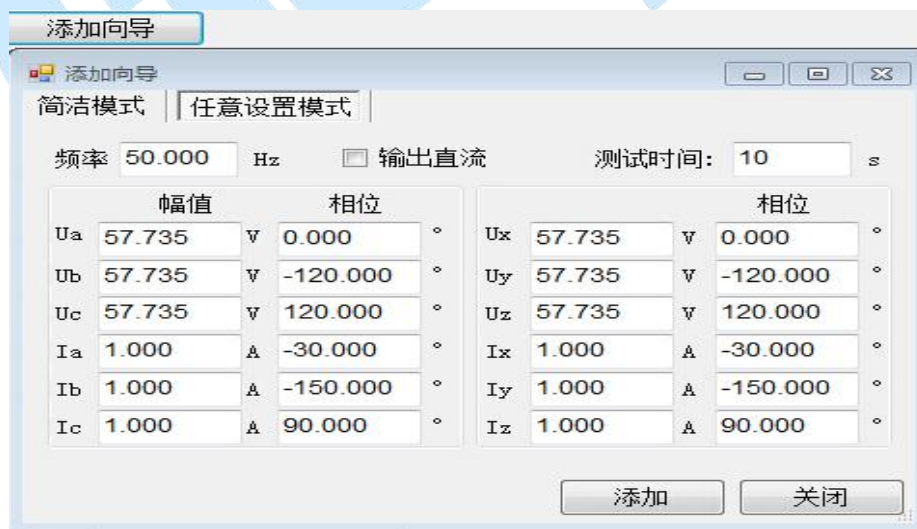 添加向导
添加向导
简洁模式 任意设置模式
频率 50.000 Hz 输出直流 测试时间: 10 s
幅值 相位 相位
Ua 57.735 V 0.000 ° Ux 57.735 V 0.000 °
Ub 57.735 V -120.000 ° Uy 57.735 V -120.000 °
Uc 57.735 V 120.000 ° Uz 57.735 V 120.000 °
Ia 1.000 A -30.000 ° Ix 1.000 A -30.000 °
Ib 1.000 A -150.000 ° Iy 1.000 A -150.000 °
Ic 1.000 A 90.000 ° Iz 1.000 A 90.000 °
添加 关闭